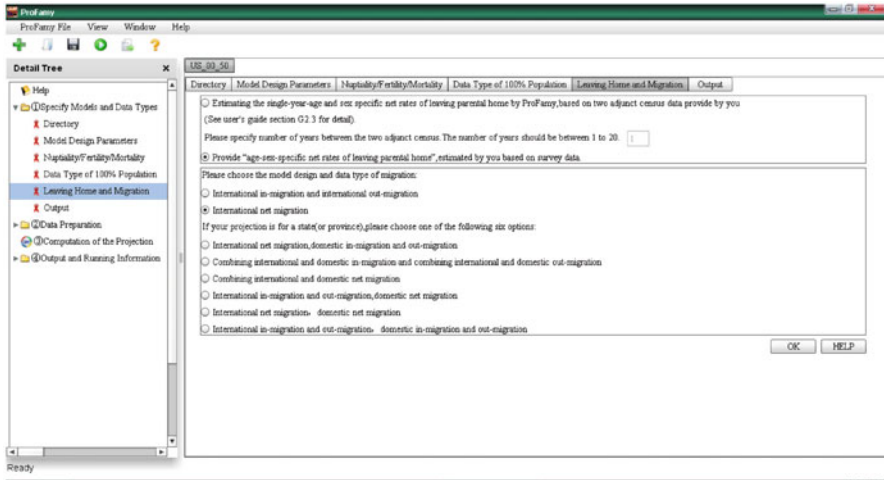 ProFamy
ProFamy File View Window Help
Detail Tree x
Help
①Specify Models and Data Types
Directory
Model Design Parameters
Nuptiality/Fertility/Mortality
Data Type of 100% Population
Leaving Home and Migration
Output
②Data Preparation
③Computation of the Projection
④Output and Running Information
US_00_50
Directory Model Design Parameters Nuptiality/Fertility/Mortality Data Type of 100% Population Leaving Home and Migration Output
Estimating the single-year-age and sex specific net rates of leaving parental home by ProFamy,based on two adjunct census data provide by you
(See user's guide section G2.3 for detail).
Please specify number of years between the two adjunct census.The number of years should be between 1 to 20.
Provide "age-sex-specific net rates of leaving parental home",estimated by you based on survey data.
Please choose the model design and data type of migration:
International in-migration and international out-migration
International net migration
If your projection is for a state(or province),please choose one of the following six options:
International net migration,domestic in-migration and out-migration
Combining international and domestic in-migration and combining international and domestic out-migration
Combining international and domestic net migration
International in-migration and out-migration,domestic net migration
International net migration, domestic net migration
International in-migration and out-migration, domestic in-migration and out-migration
OK HELP
Ready